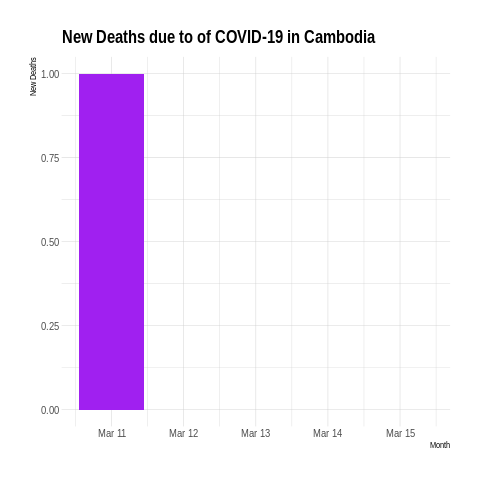 New Deaths due to of COVID-19 in Cambodia
New Deaths
1.00
0.75
0.50
0.25
0.00
Mar 11 Mar 12 Mar 13 Mar 14 Mar 15
Month